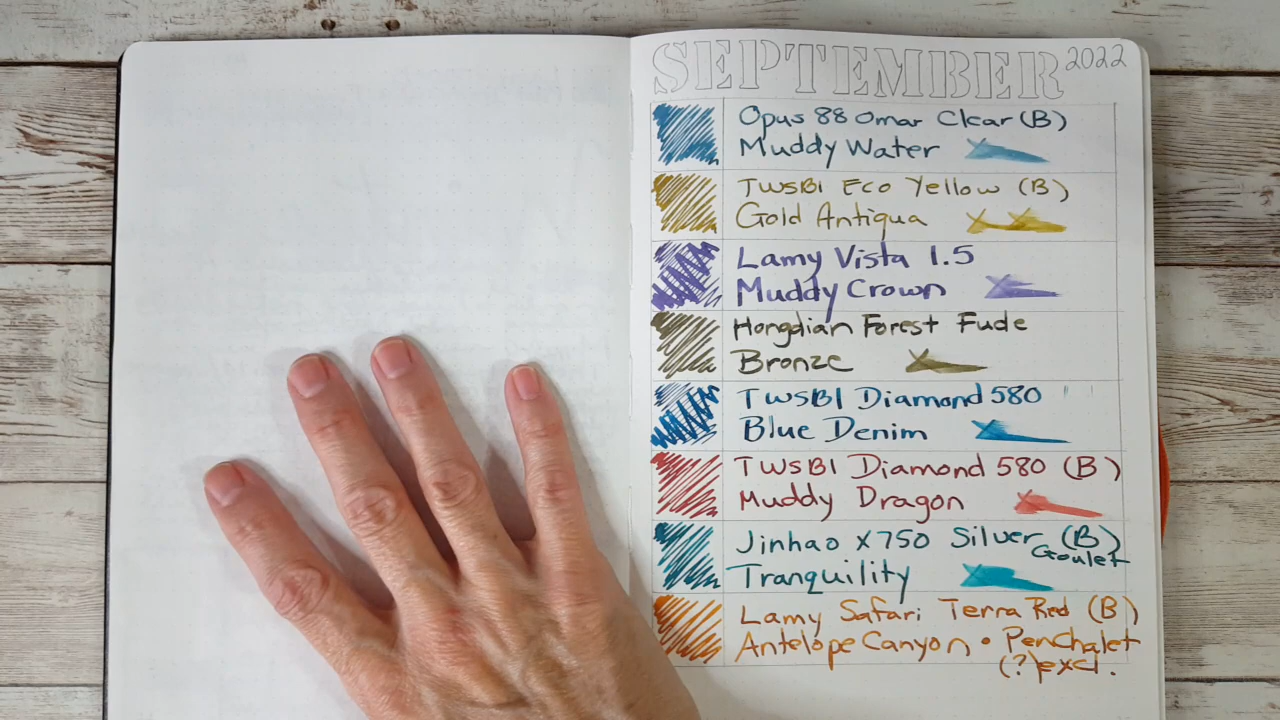 SEPTEMBER 2022
Opus 88 Omar Clear (B)
Muddy Water
TWSBI Eco Yellow (B)
Gold Antiqua
Lamy Vista 1.5
Muddy Crown
Hongdian Forest Fude
Bronze
TWSBI Diamond 580
Blue Denim
TWSBI Diamond 580 (B)
Muddy Dragon
Jinhao X750 Silver (B)
Goulet
Tranquility
Lamy Safari Terra Red (B)
Antelope Canyon • PenChalet
(?) excl.